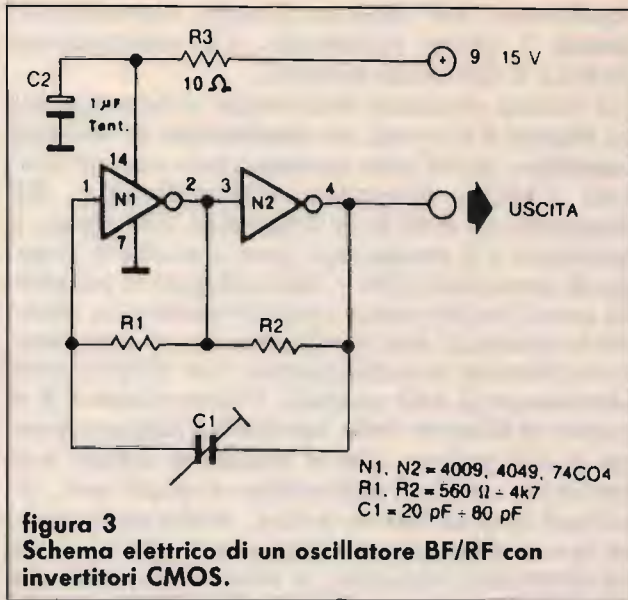 R3
10 Ω
+ 9 15 V
C2
1 µF
Tant.
14
1 N1 2 3 N2 4
7
USCITA
R1 R2
C1
N1, N2 = 4009, 4049, 74CO4
R1, R2 = 560 Ω ÷ 4k7
C1 = 20 pF ÷ 80 pF
figura 3
Schema elettrico di un oscillatore BF/RF con
invertitori CMOS.